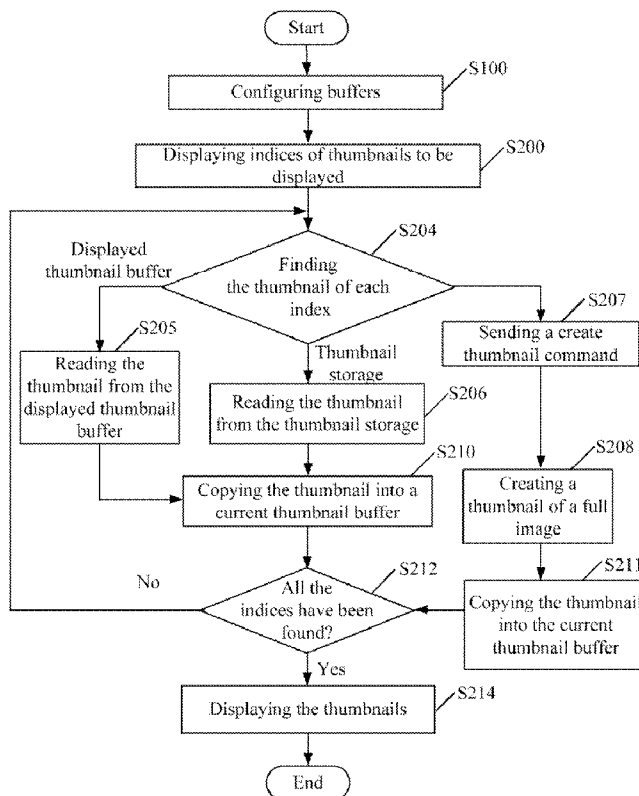 Start
S100
Configuring buffers
S200
Displaying indices of thumbnails to be
displayed
S204
Displayed
thumbnail buffer
Finding
the thumbnail of each
index
S207
Sending a create
thumbnail command
S205
Reading the
thumbnail from the
displayed thumbnail
buffer
Thumbnail
storage
S206
Reading the thumbnail
from the thumbnail storage
S210
Copying the thumbnail into a
current thumbnail buffer
S208
Creating a
thumbnail of a full
image
S211
Copying the thumbnail
into the current
thumbnail buffer
No
S212
All the
indices have been
found?
Yes
S214
Displaying the thumbnails
End